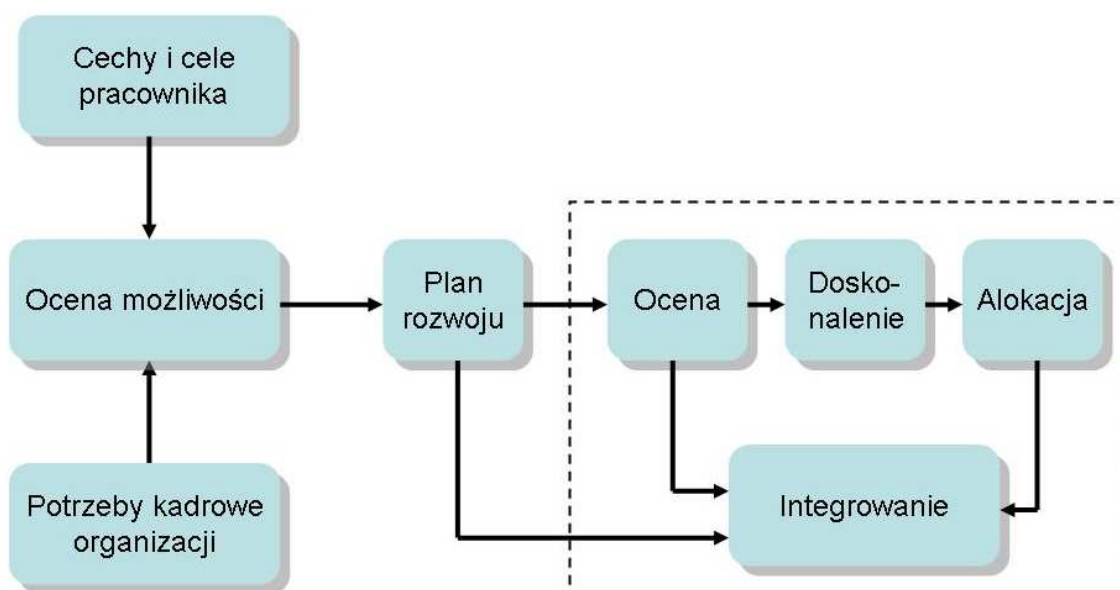 Cechy i cele
pracownika
Ocena możliwości
Plan
rozwoju
Ocena
Dosko-
nalenie
Alokacja
Potrzeby kadrowe
organizacji
Integrowanie